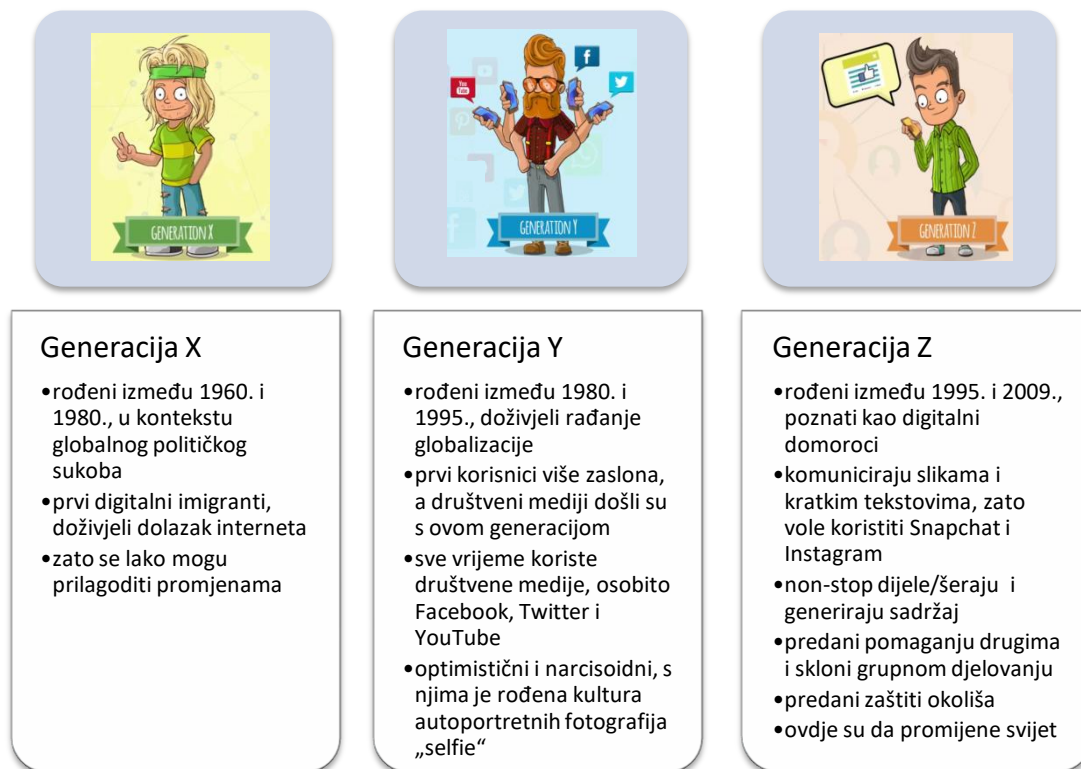 GENERATION X
You
Tube
GENERATION Y
GENERATION Z
Generacija X
•rođeni između 1960. i
1980., u kontekstu
globalnog političkog
sukoba
•prvi digitalni imigranti,
doživjeli dolazak interneta
•zato se lako mogu
prilagoditi promjenama
Generacija Y
•rođeni između 1980. i
1995., doživjeli rađanje
globalizacije
•prvi korisnici više zaslona,
a društveni mediji došli su
s ovom generacijom
•sve vrijeme koriste
društvene medije, osobito
Facebook, Twitter i
YouTube
•optimistični i narcisoidni, s
njima je rođena kultura
autoportretnih fotografija
„selfie“
Generacija Z
•rođeni između 1995. i 2009.,
poznati kao digitalni
domoroci
•komuniciraju slikama i
kratkim tekstovima, zato
vole koristiti Snapchat i
Instagram
•non-stop dijele/šeraju  i
generiraju sadržaj
•predani pomaganju drugima
i skloni grupnom djelovanju
•predani zaštiti okoliša
•ovdje su da promijene svijet